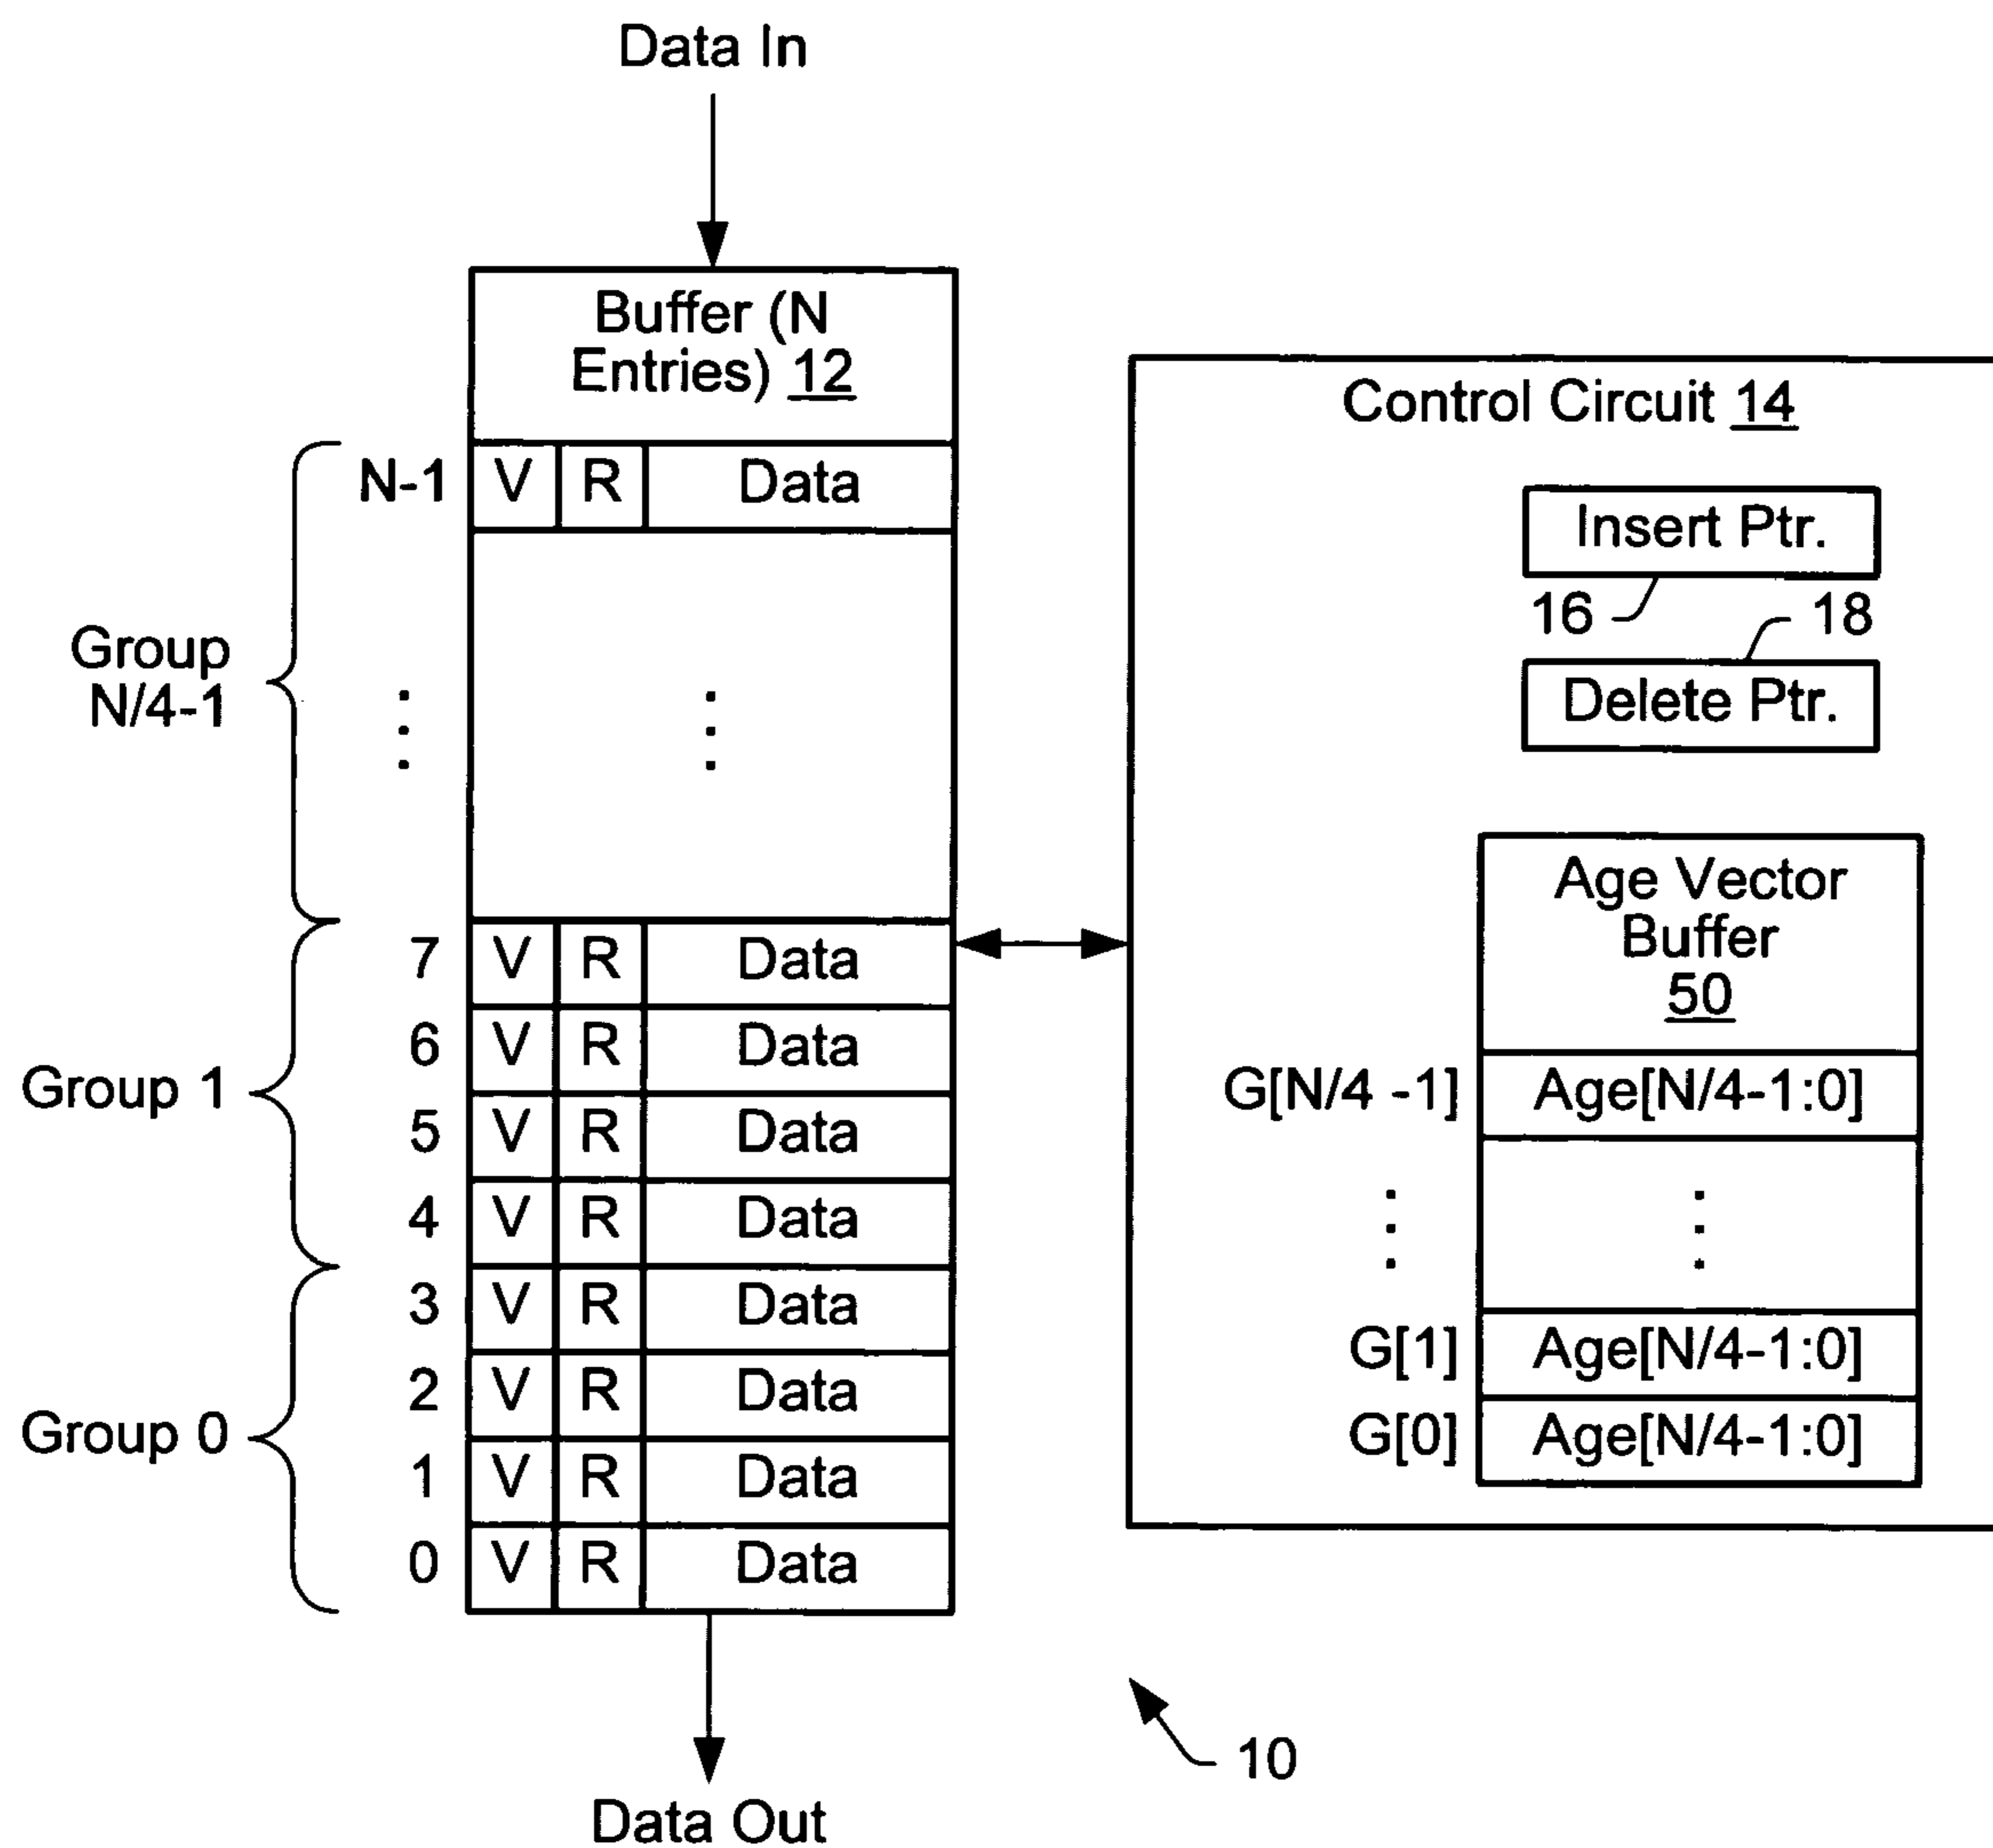 Data In
Buffer (N
Entries) 12
N-1 V R Data
Group
N/4-1
7 V R Data
6 V R Data
Group 1
5 V R Data
4 V R Data
3 V R Data
2 V R Data
Group 0
1 V R Data
0 V R Data
Data Out
Control Circuit 14
Insert Ptr.
16
18
Delete Ptr.
Age Vector
Buffer
50
G[N/4 -1] Age[N/4-1:0]
G[1] Age[N/4-1:0]
G[0] Age[N/4-1:0]
10